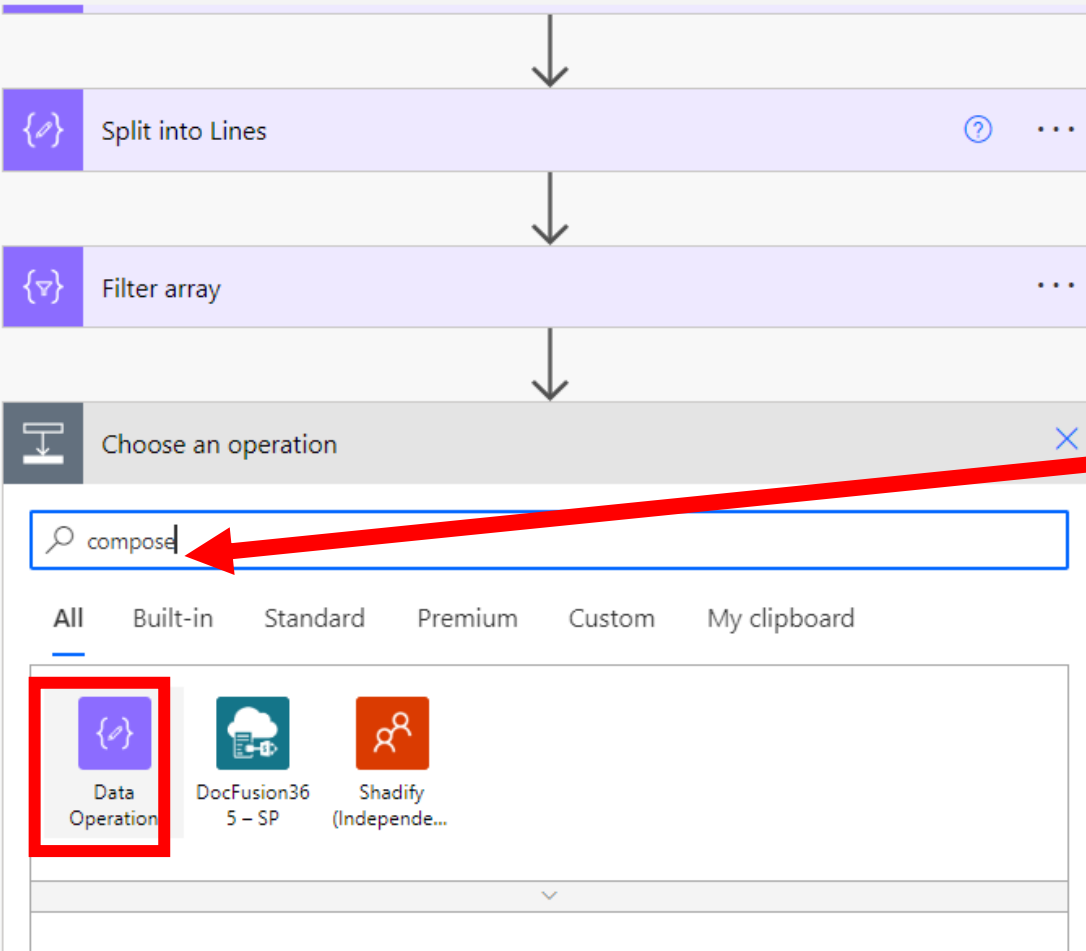 Split into Lines
Filter array
Choose an operation
compose
All Built-in Standard Premium Custom My clipboard
Data
Operation
DocFusion36
5 – SP
Shadify
(Independe...